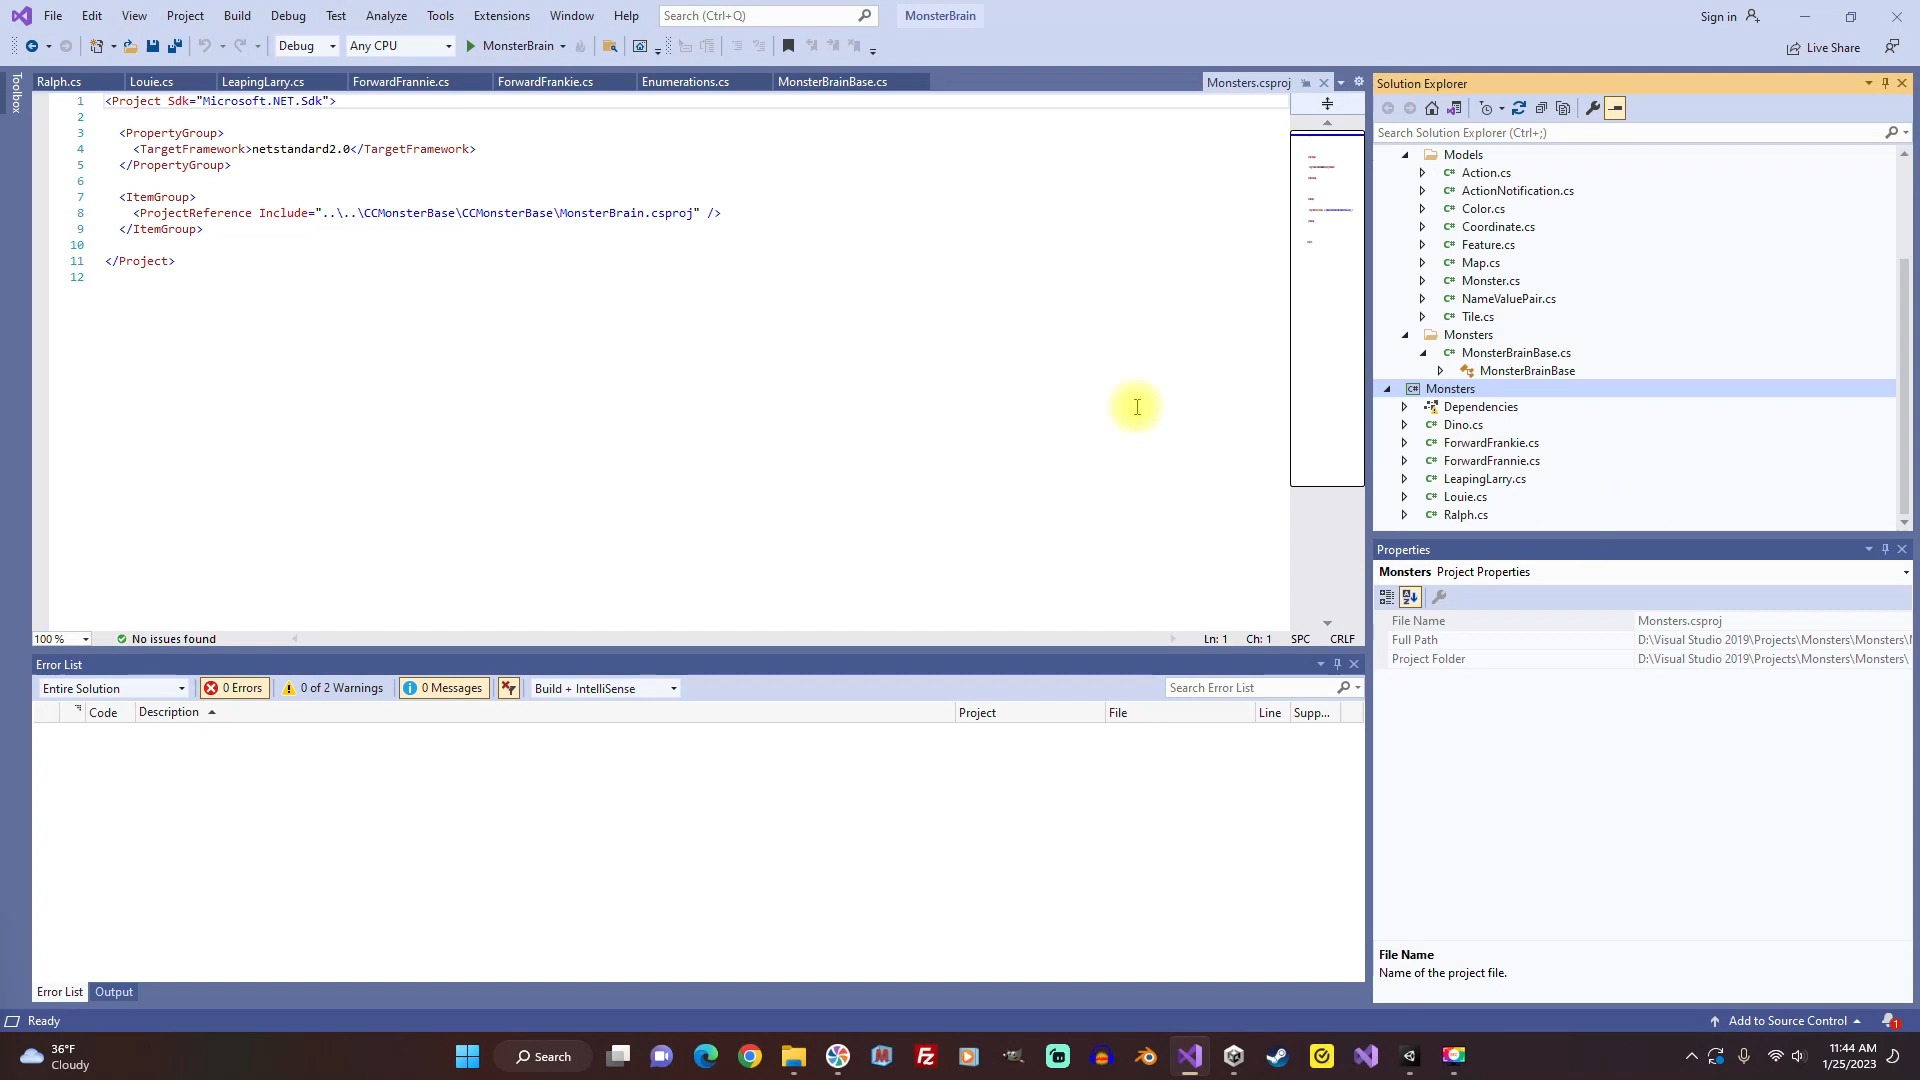 File Edit View Project Build Debug Test Analyze Tools Extensions Window Help Search (Ctrl+Q) MonsterBrain Sign in
Debug Any CPU MonsterBrain Live Share
Toolbox
Ralph.cs Louie.cs LeapingLarry.cs ForwardFrannie.cs ForwardFrankie.cs Enumerations.cs MonsterBrainBase.cs Monsters.csproj
1 <Project Sdk="Microsoft.NET.Sdk">
2
3 <PropertyGroup>
4 <TargetFramework>netstandard2.0</TargetFramework>
5 </PropertyGroup>
6
7 <ItemGroup>
8 <ProjectReference Include="..\..\CCMonsterBase\CCMonsterBase\MonsterBrain.csproj" />
9 </ItemGroup>
10
11 </Project>
12
100 % No issues found Ln: 1 Ch: 1 SPC CRLF
Solution Explorer
Search Solution Explorer (Ctrl+;)
Models
C# Action.cs
C# ActionNotification.cs
C# Color.cs
C# Coordinate.cs
C# Feature.cs
C# Map.cs
C# Monster.cs
C# NameValuePair.cs
C# Tile.cs
Monsters
C# MonsterBrainBase.cs
MonsterBrainBase
C# Monsters
Dependencies
C# Dino.cs
C# ForwardFrankie.cs
C# ForwardFrannie.cs
C# LeapingLarry.cs
C# Louie.cs
C# Ralph.cs
Properties
Monsters Project Properties
File Name Monsters.csproj
Full Path D:\Visual Studio 2019\Projects\Monsters\Monsters\
Project Folder D:\Visual Studio 2019\Projects\Monsters\Monsters\
File Name
Name of the project file.
Error List
Entire Solution 0 Errors 0 of 2 Warnings 0 Messages Build + IntelliSense Search Error List
Code Description Project File Line Supp...
Error List Output
Ready Add to Source Control 1
36°F
Cloudy
Search
11:44 AM
1/25/2023